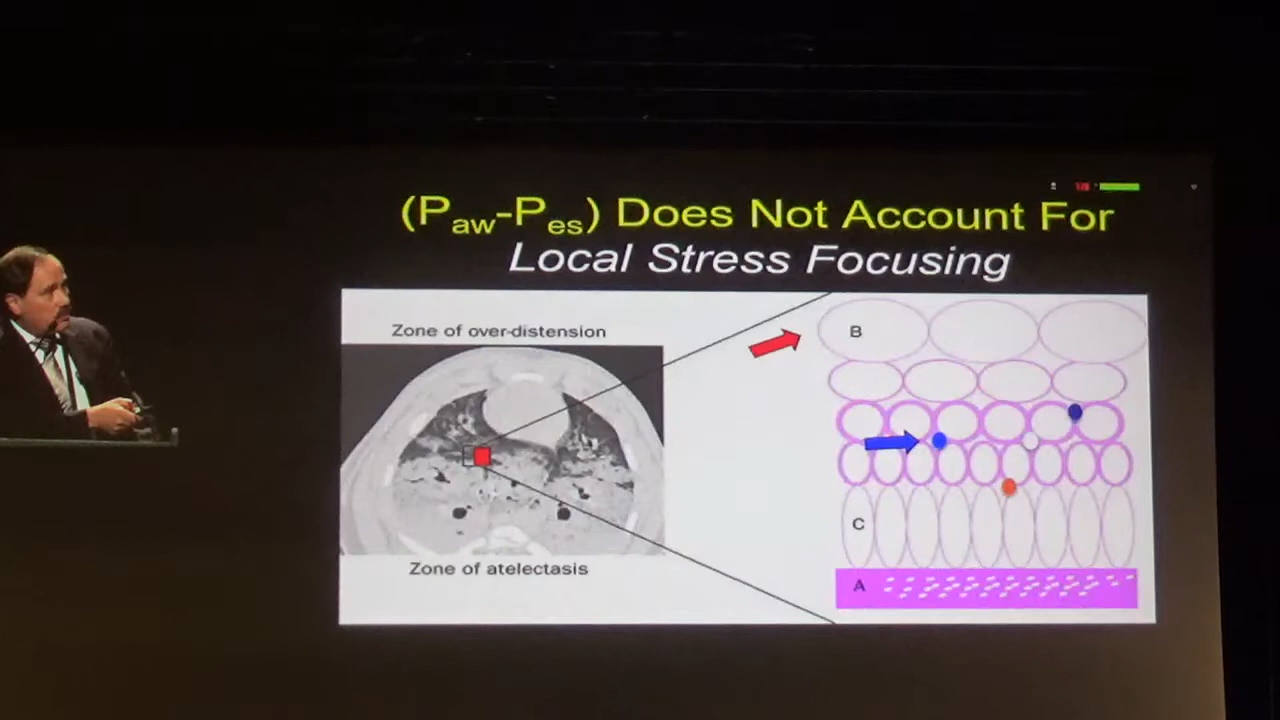 (Paw-Pes) Does Not Account For
Local Stress Focusing
Zone of over-distension
B
C
Zone of atelectasis
A